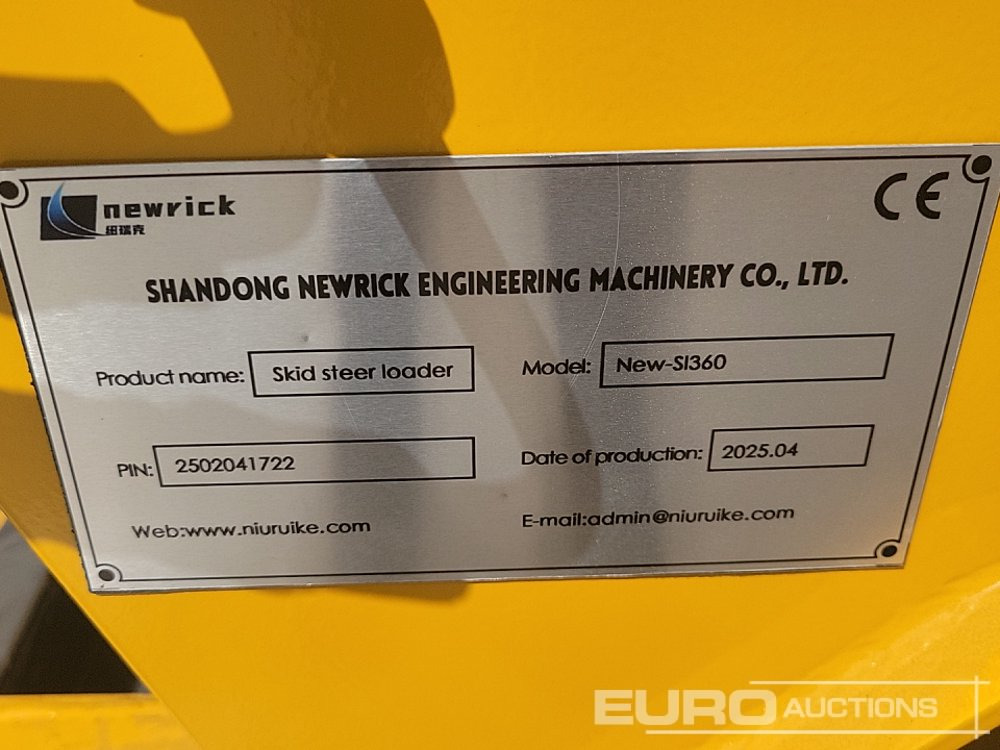 newrick
纽瑞克
CE
SHANDONG NEWRICK ENGINEERING MACHINERY CO., LTD.
Product name: Skid steer loader
Model: New-Sl360
PIN: 2502041722
Date of production: 2025.04
Web:www.niuruike.com
E-mail:admin@niuruike.com
EURO AUCTIONS